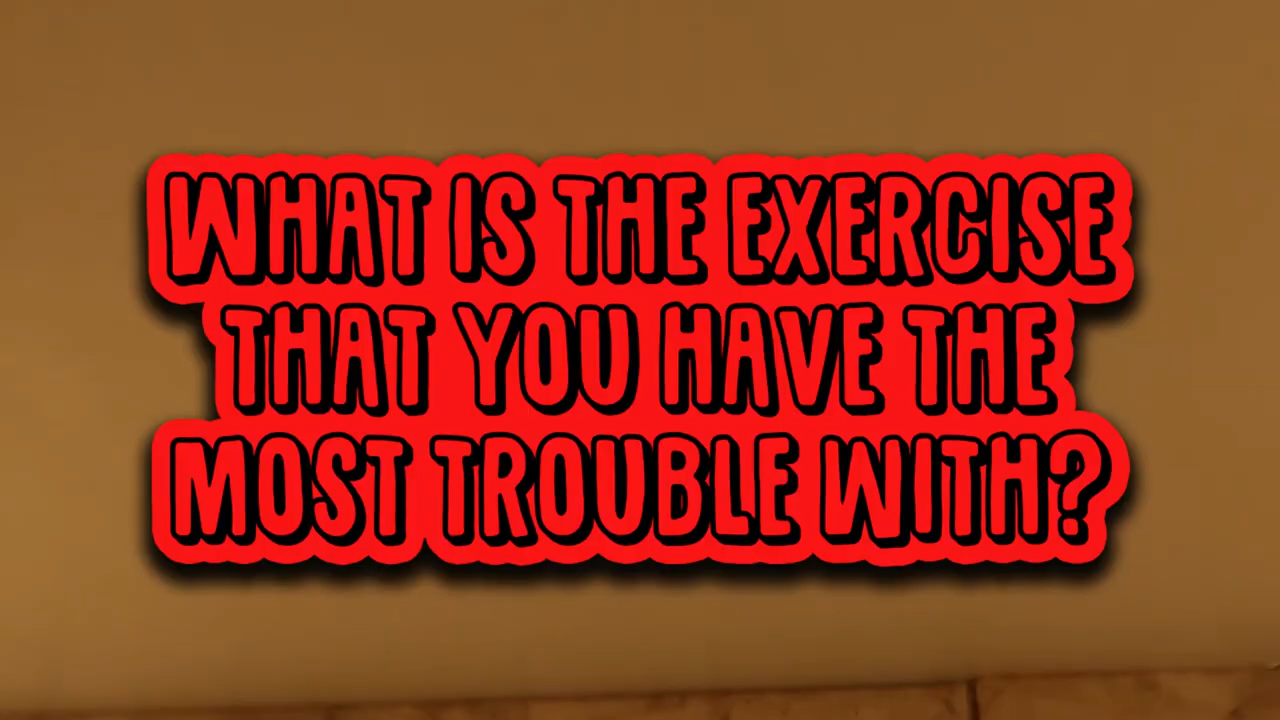 WHAT IS THE EXERCISE
THAT YOU HAVE THE
MOST TROUBLE WITH?